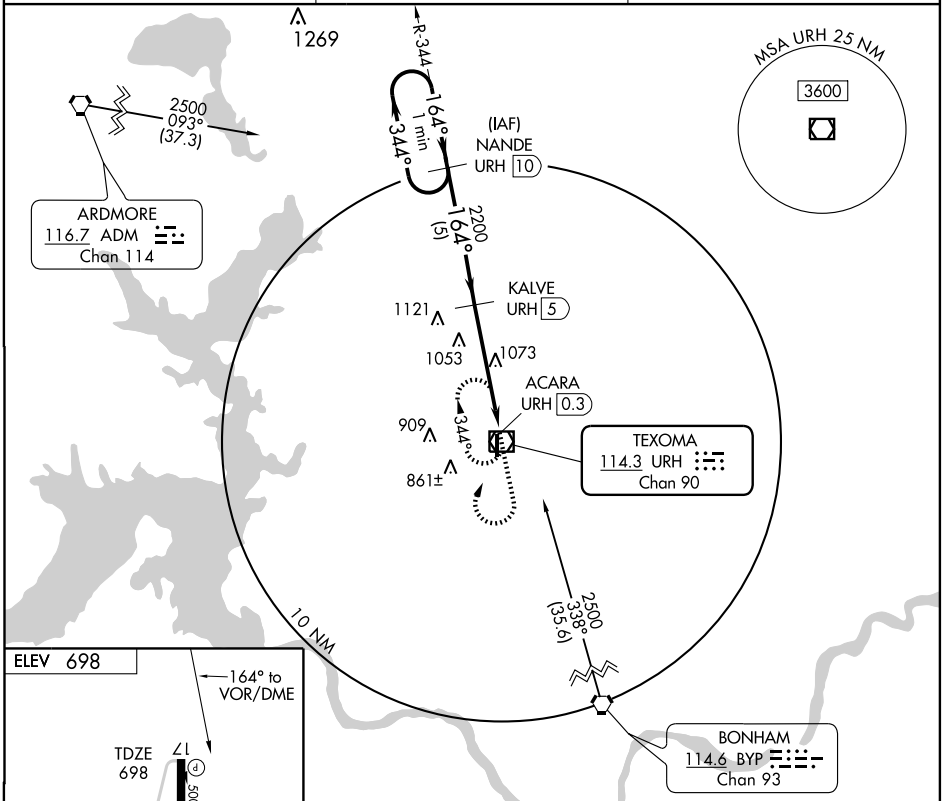 1269
R-344
MSA URH 25 NM
3600
2500
093°
(37.3)
164°
1 min
344°
(IAF)
NANDE
URH 10
ARDMORE
116.7 ADM
Chan 114
2200
164°
(5)
KALVE
URH 5
1121
1053
1073
ACARA
URH 0.3
909
344°
861±
TEXOMA
114.3 URH
Chan 90
2500
338°
(35.6)
10 NM
ELEV 698
164° to
VOR/DME
TDZE
698
17
P
500
BONHAM
114.6 BYP
Chan 93